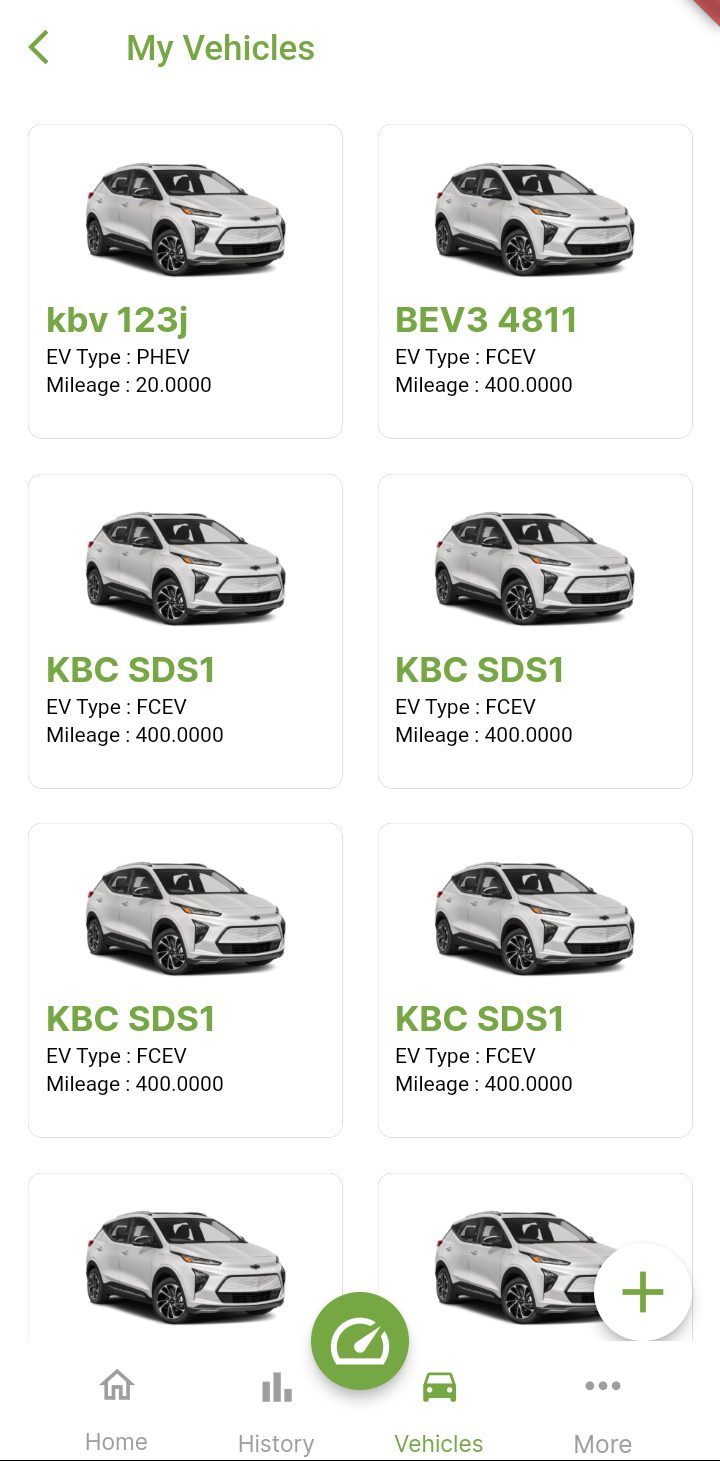 My Vehicles
kbv 123j
EV Type : PHEV
Mileage : 20.0000
BEV3 4811
EV Type : FCEV
Mileage : 400.0000
KBC SDS1
EV Type : FCEV
Mileage : 400.0000
KBC SDS1
EV Type : FCEV
Mileage : 400.0000
KBC SDS1
EV Type : FCEV
Mileage : 400.0000
KBC SDS1
EV Type : FCEV
Mileage : 400.0000
Home
History
Vehicles
More